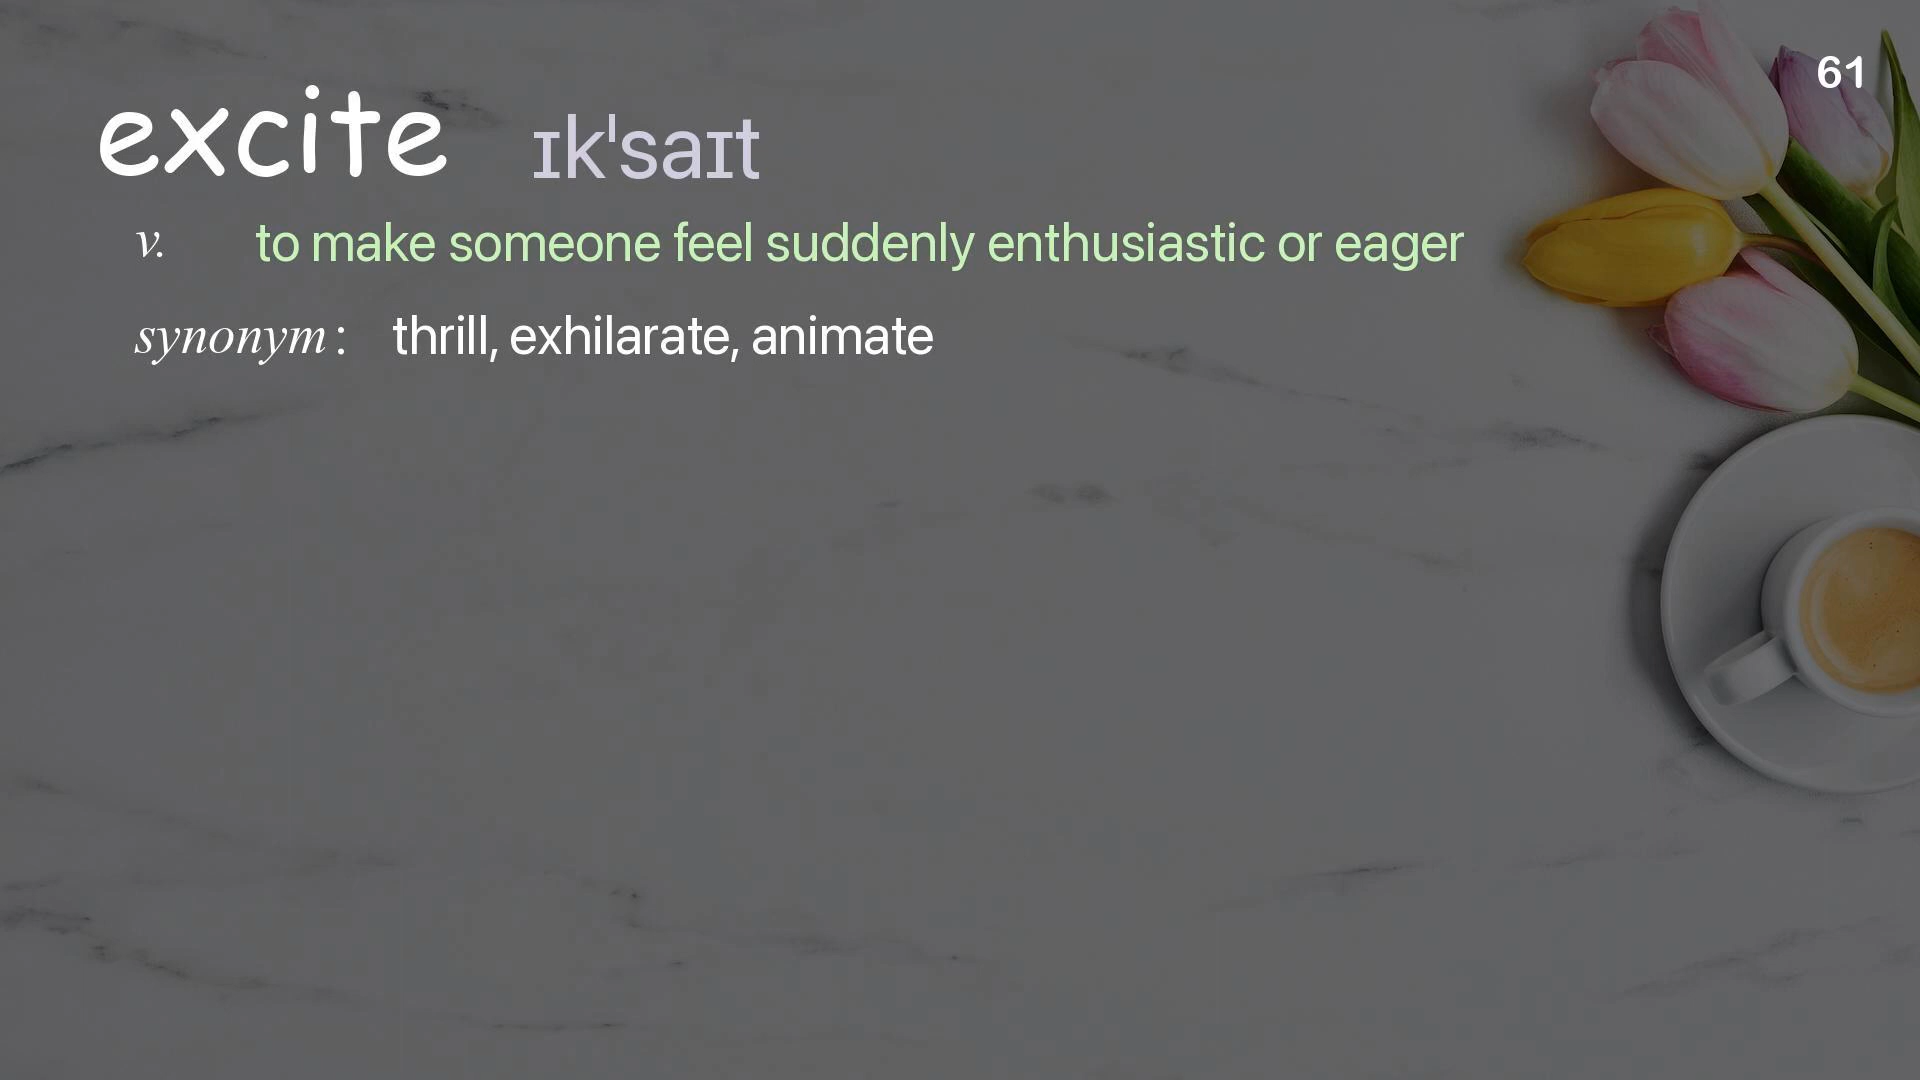 61
excite ɪkˈsaɪt
v. to make someone feel suddenly enthusiastic or eager
synonym : thrill, exhilarate, animate